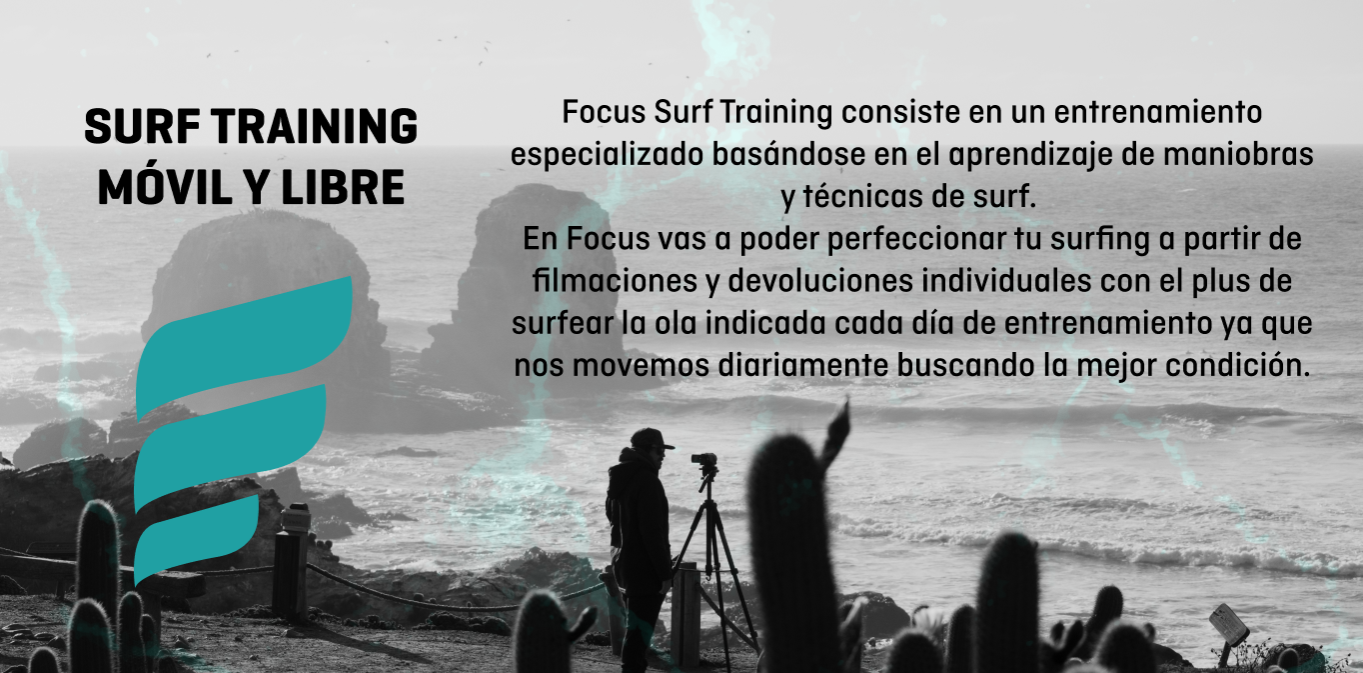 SURF TRAINING
MÓVIL Y LIBRE
Focus Surf Training consiste en un entrenamiento
especializado basándose en el aprendizaje de maniobras
y técnicas de surf.
En Focus vas a poder perfeccionar tu surfing a partir de
filmaciones y devoluciones individuales con el plus de
surfear la ola indicada cada día de entrenamiento ya que
nos movemos diariamente buscando la mejor condición.